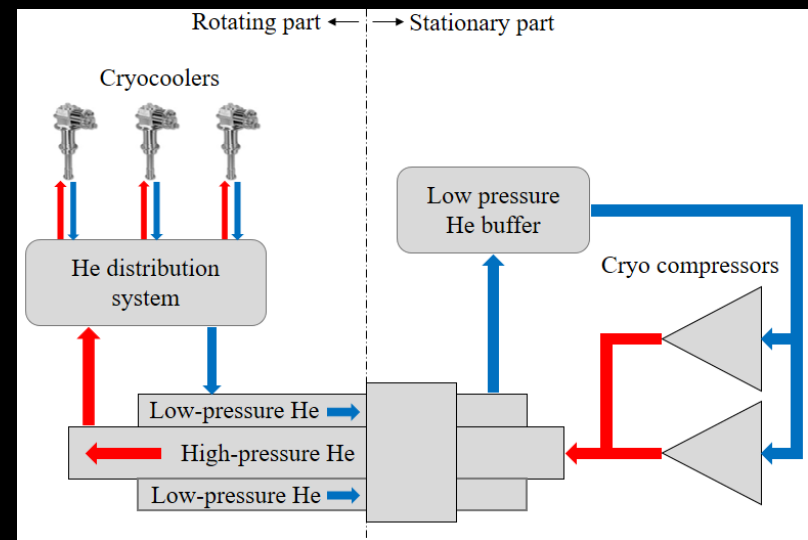 Rotating part
Stationary part
Cryocoolers
He distribution
system
Low pressure
He buffer
Cryo compressors
Low-pressure He
High-pressure He
Low-pressure He